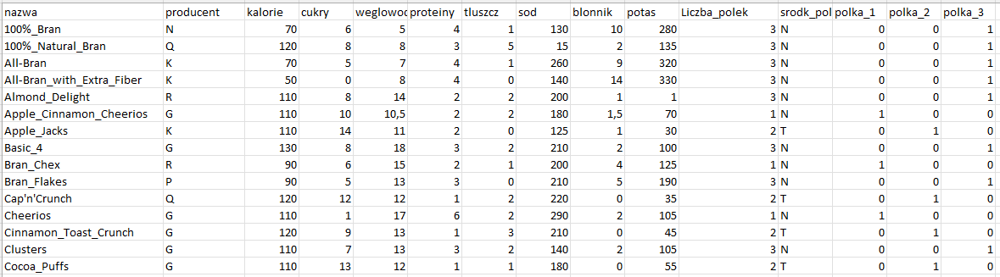 nazwa producent kalorie cukry weglowoc proteiny tluszcz sod blonnik potas Liczba_polek srodk_pol polka_1 polka_2 polka_3
100%_Bran N 70 6 5 4 1 130 10 280 3 N 0 0 1
100%_Natural_Bran Q 120 8 8 3 5 15 2 135 3 N 0 0 1
All-Bran K 70 5 7 4 1 260 9 320 3 N 0 0 1
All-Bran_with_Extra_Fiber K 50 0 8 4 0 140 14 330 3 N 0 0 1
Almond_Delight R 110 8 14 2 2 200 1 1 3 N 0 0 1
Apple_Cinnamon_Cheerios G 110 10 10,5 2 2 180 1,5 70 1 N 1 0 0
Apple_Jacks K 110 14 11 2 0 125 1 30 2 T 0 1 0
Basic_4 G 130 8 18 3 2 210 2 100 3 N 0 0 1
Bran_Chex R 90 6 15 2 1 200 4 125 1 N 1 0 0
Bran_Flakes P 90 5 13 3 0 210 5 190 3 N 0 0 1
Cap'n'Crunch Q 120 12 12 1 2 220 0 35 2 T 0 1 0
Cheerios G 110 1 17 6 2 290 2 105 1 N 1 0 0
Cinnamon_Toast_Crunch G 120 9 13 1 3 210 0 45 2 T 0 1 0
Clusters G 110 7 13 3 2 140 2 105 3 N 0 0 1
Cocoa_Puffs G 110 13 12 1 1 180 0 55 2 T 0 1 0